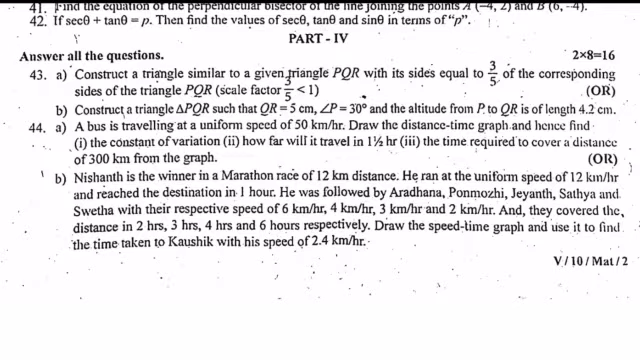 41. Find the equation of the perpendicular bisector of the line joining the points A (–4, 2) and B (6, –4).
42. If secθ + tanθ = p. Then find the values of secθ, tanθ and sinθ in terms of “p”.
PART - IV
Answer all the questions. 2×8=16
43. a) Construct a triangle similar to a given triangle PQR with its sides equal to 3/5 of the corresponding
sides of the triangle PQR (scale factor 3/5 < 1) (OR)
b) Construct a triangle ΔPQR such that QR = 5 cm, ∠P = 30° and the altitude from P to QR is of length 4.2 cm.
44. a) A bus is travelling at a uniform speed of 50 km/hr. Draw the distance-time graph and hence find
(i) the constant of variation (ii) how far will it travel in 1½ hr (iii) the time required to cover a distance
of 300 km from the graph. (OR)
b) Nishanth is the winner in a Marathon race of 12 km distance. He ran at the uniform speed of 12 km/hr
and reached the destination in 1 hour. He was followed by Aradhana, Ponmozhi, Jeyanth, Sathya and
Swetha with their respective speed of 6 km/hr, 4 km/hr, 3 km/hr and 2 km/hr. And, they covered the
distance in 2 hrs, 3 hrs, 4 hrs and 6 hours respectively. Draw the speed-time graph and use it to find
the time taken to Kaushik with his speed of 2.4 km/hr.
V/10/Mat/2